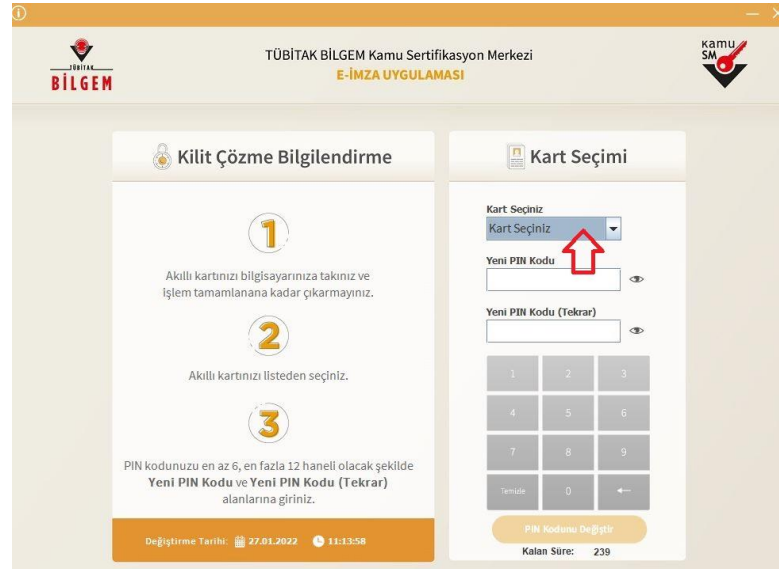 TÜBİTAK
BİLGEM
TÜBİTAK BİLGEM Kamu Sertifikasyon Merkezi
E-İMZA UYGULAMASI
Kamu
SM
Kilit Çözme Bilgilendirme
1
Akıllı kartınızı bilgisayarınıza takınız ve
işlem tamamlanana kadar çıkarmayınız.
2
Akıllı kartınızı listeden seçiniz.
3
PIN kodunuzu en az 6, en fazla 12 haneli olacak şekilde
Yeni PIN Kodu ve Yeni PIN Kodu (Tekrar)
alanlarına giriniz.
Değiştirme Tarihi: 27.01.2022 11:13:58
Kart Seçimi
Kart Seçiniz
Kart Seçiniz
Yeni PIN Kodu
Yeni PIN Kodu (Tekrar)
1 2 3
4 5 6
7 8 9
Temizle 0 ←
PIN Kodunu Değiştir
Kalan Süre: 239